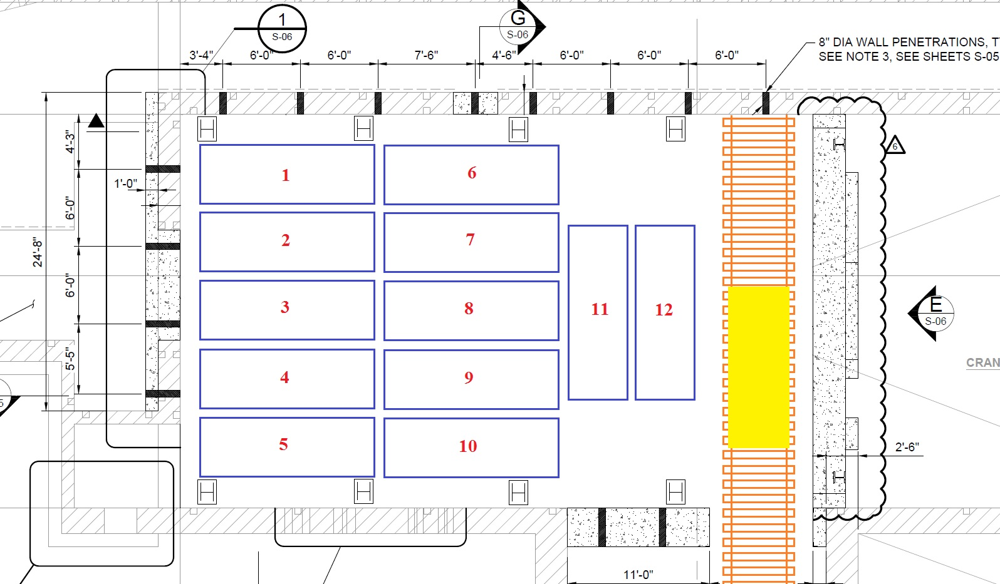 1
S-06
G
S-06
8" DIA WALL PENETRATIONS, T
SEE NOTE 3, SEE SHEETS S-05
3'-4" 6'-0" 6'-0" 7'-6" 4'-6" 6'-0" 6'-0" 6'-0"
4'-3"
6
1'-0"
1 6
6'-0"
2 7
24'-8"
6'-0"
3 8 11 12
E
S-06
5'-5"
CRAN
4 9
5
5 10
2'-6"
11'-0"